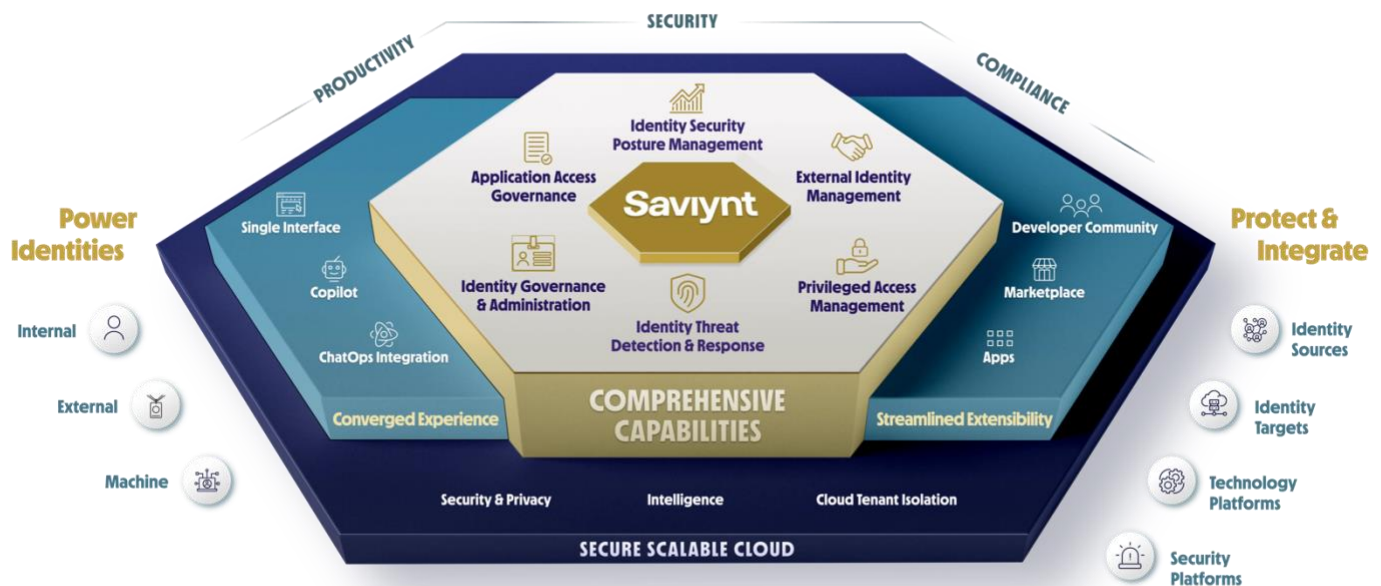 SECURITY
PRODUCTIVITY
COMPLIANCE
Power
Identities
Internal
External
Machine
Single Interface
Copilot
ChatOps Integration
Converged Experience
Identity Security
Posture Management
Application Access
Governance
External Identity
Management
Saviynt
Identity Governance
& Administration
Privileged Access
Management
Identity Threat
Detection & Response
COMPREHENSIVE
CAPABILITIES
Developer Community
Marketplace
Apps
Streamlined Extensibility
Security & Privacy
Intelligence
Cloud Tenant Isolation
SECURE SCALABLE CLOUD
Protect &
Integrate
Identity
Sources
Identity
Targets
Technology
Platforms
Security
Platforms